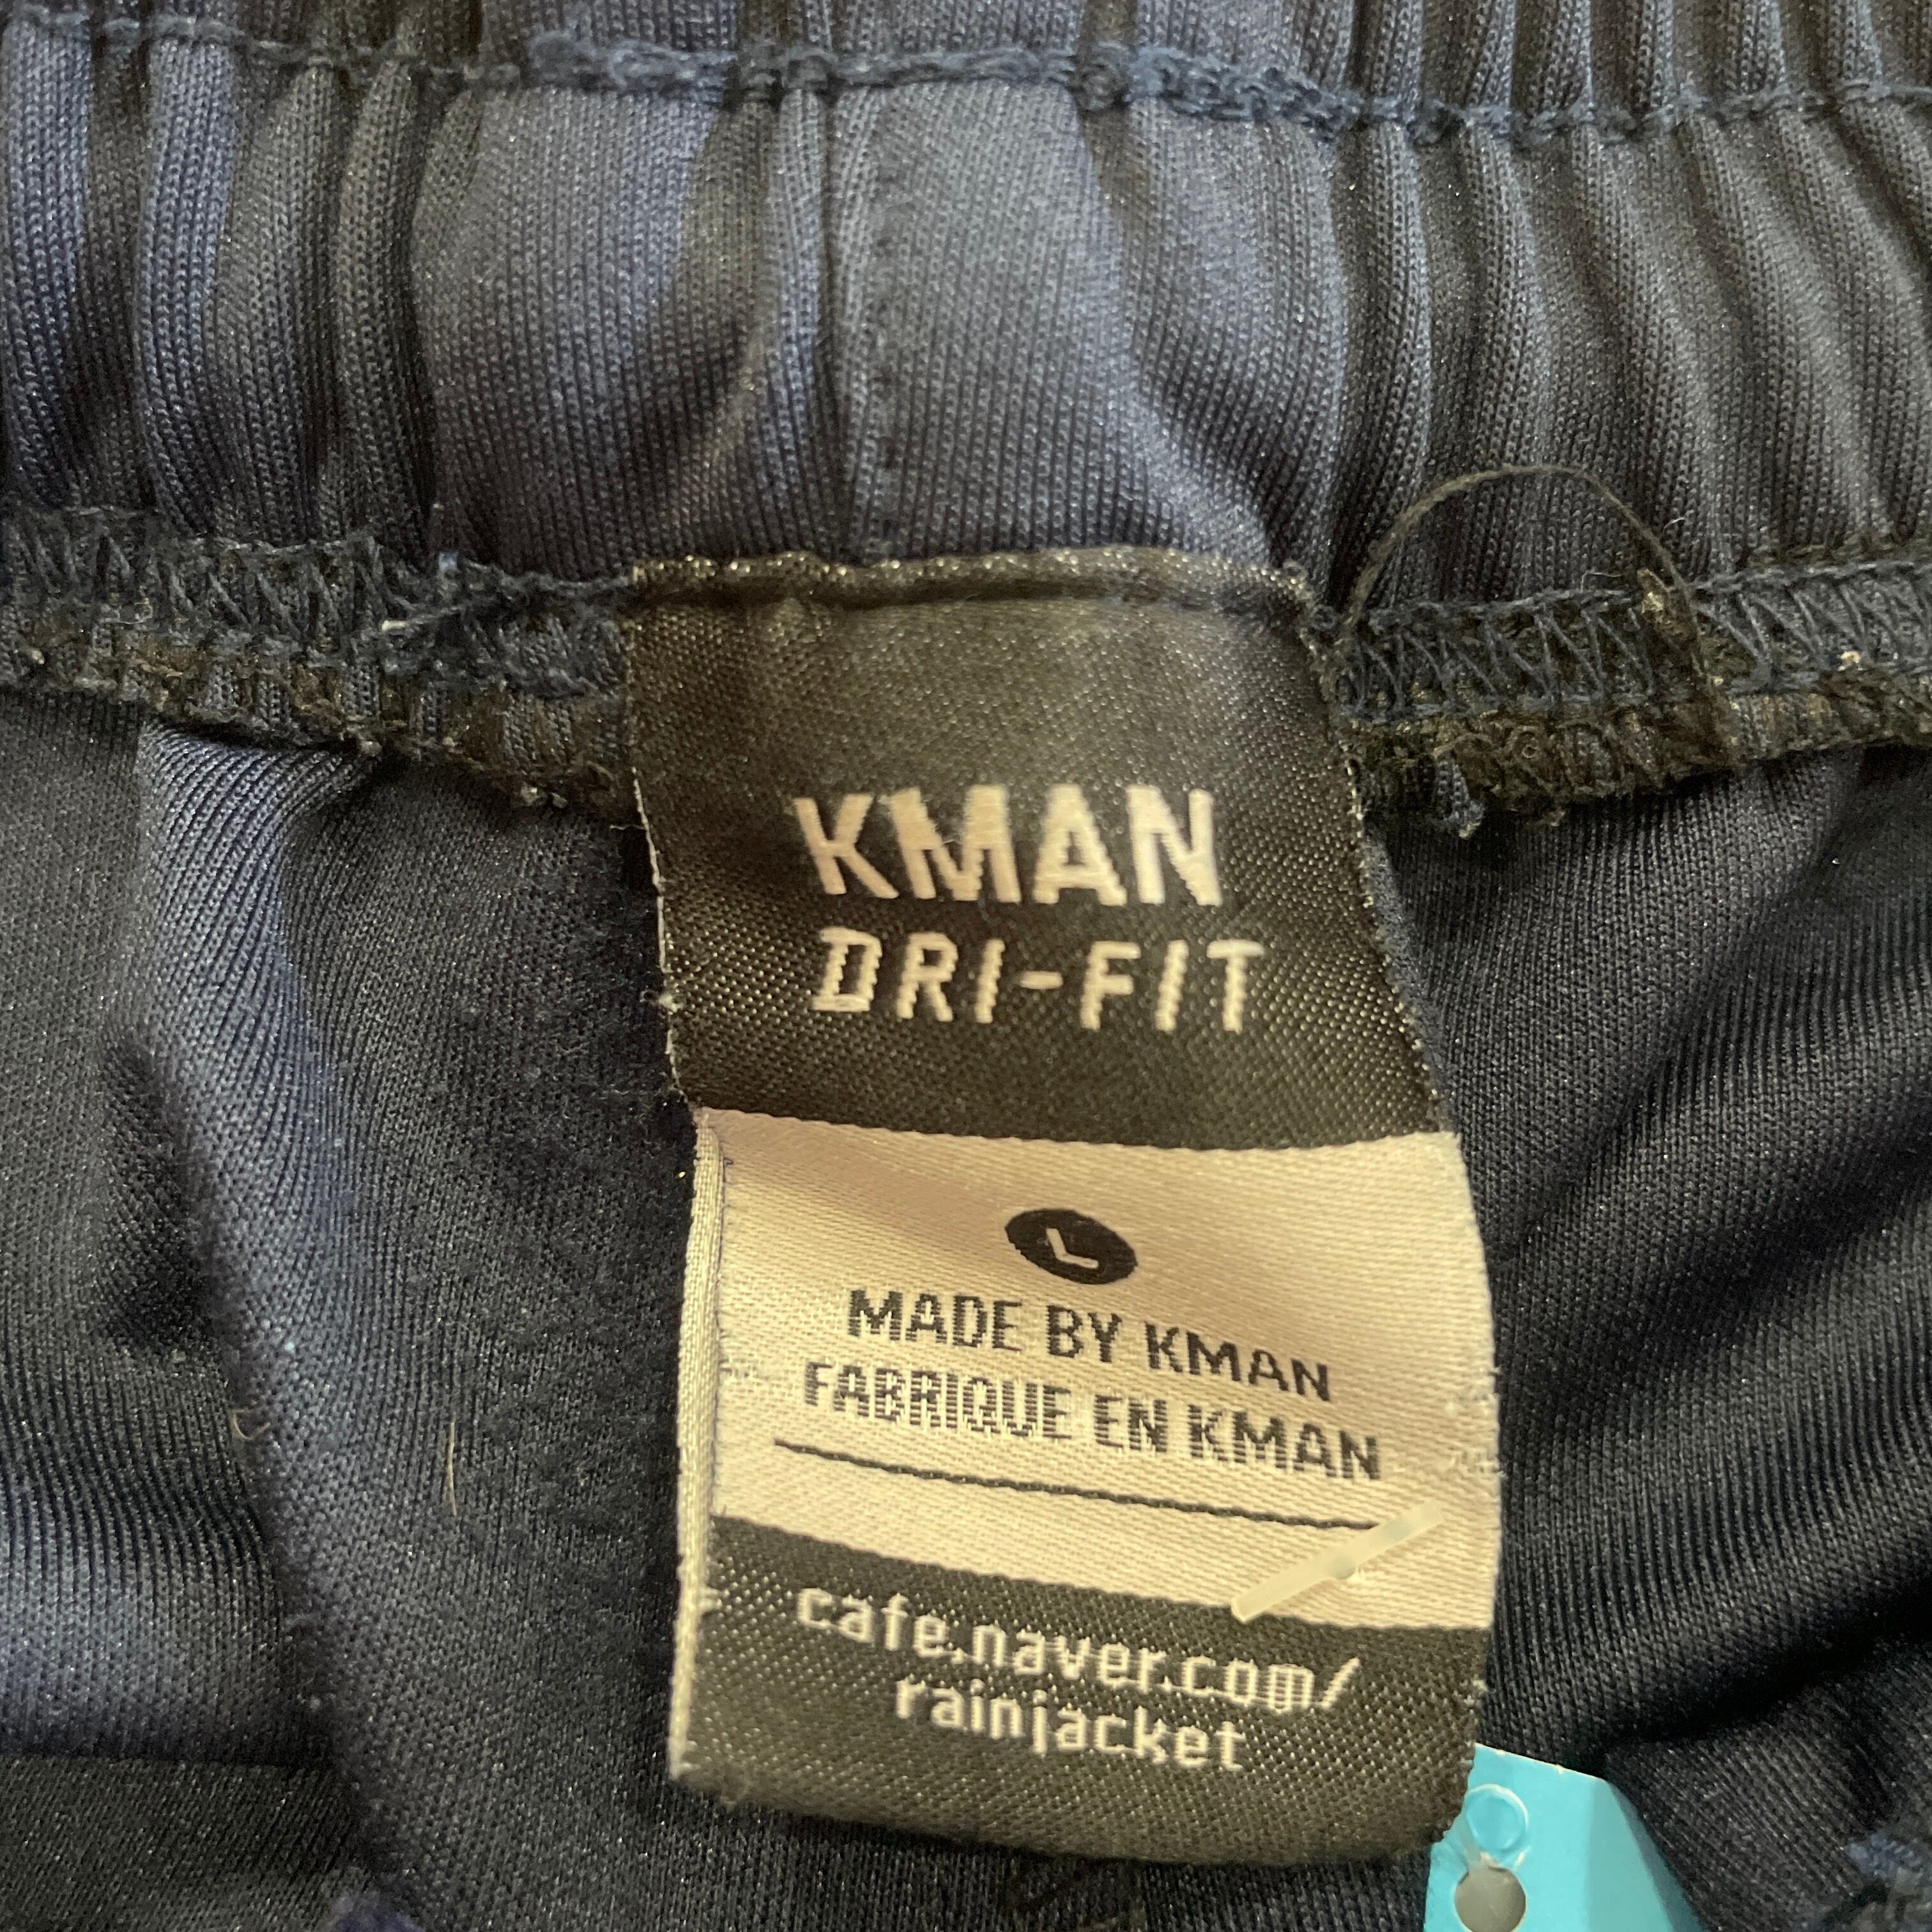 KMAN
DRI-FIT
L
MADE BY KMAN
FABRIQUE EN KMAN
cafe.naver.com/
rainjacket